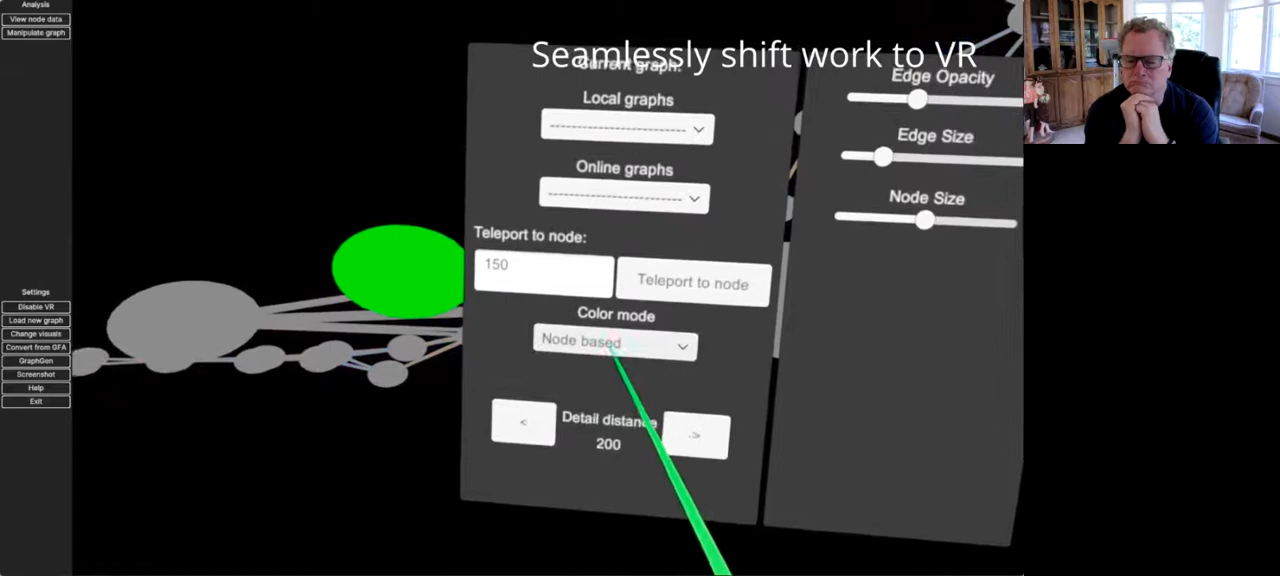 Analysis
View node data
Manipulate graph
Settings
Disable VR
Load new graph
Change visuals
Convert from GFA
GraphGen
Screenshot
Help
Exit
Seamlessly shift work to VR
Current graph:
Local graphs
Online graphs
Teleport to node:
150
Teleport to node
Color mode
Node based
<
Detail distance
200
->
Edge Opacity
Edge Size
Node Size